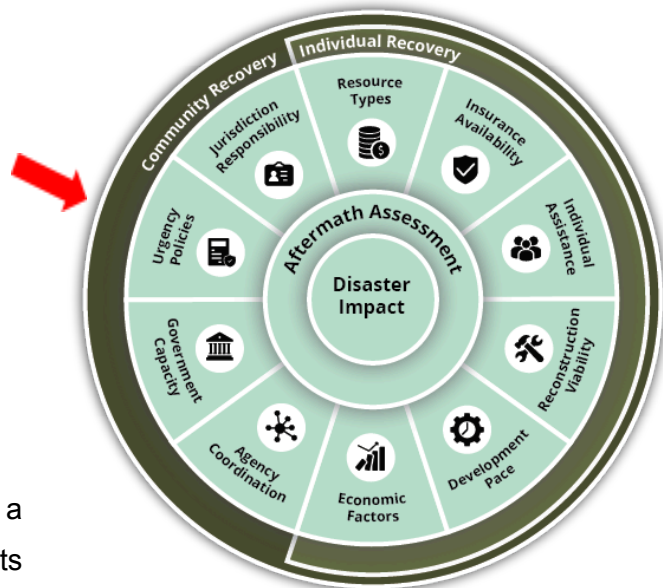 Community Recovery
Individual Recovery
Resource
Types
Insurance
Availability
Individual
Assistance
Reconstruction
Viability
Development
Pace
Economic
Factors
Agency
Coordination
Government
Capacity
Urgency
Policies
Jurisdiction
Responsibility
Aftermath Assessment
Disaster
Impact
$
a
ts